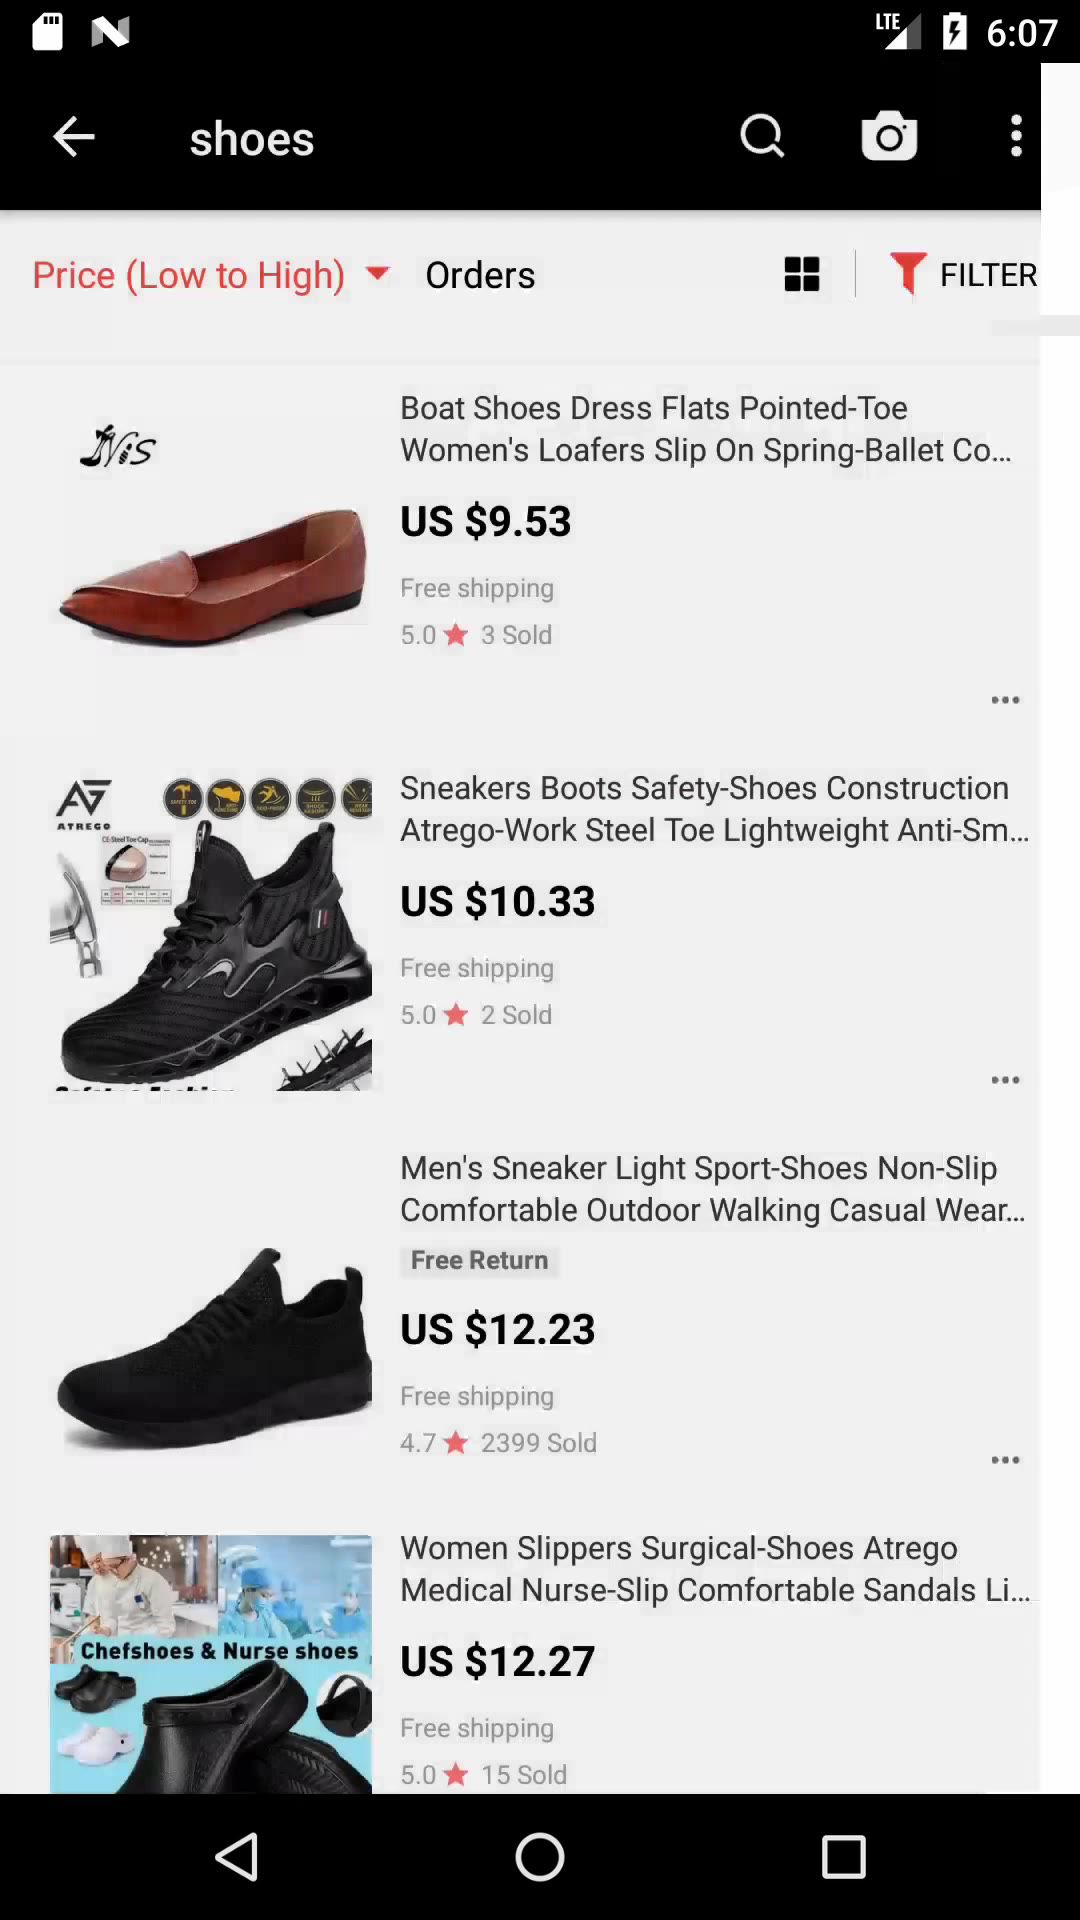 LTE 6:07
shoes
Price (Low to High) Orders FILTER
Boat Shoes Dress Flats Pointed-Toe
Women's Loafers Slip On Spring-Ballet Co...
US $9.53
Free shipping
5.0 3 Sold
Sneakers Boots Safety-Shoes Construction
Atrego-Work Steel Toe Lightweight Anti-Sm...
US $10.33
Free shipping
5.0 2 Sold
ATREGO
CE-Steel Toe Cap
Men's Sneaker Light Sport-Shoes Non-Slip
Comfortable Outdoor Walking Casual Wear...
Free Return
US $12.23
Free shipping
4.7 2399 Sold
Women Slippers Surgical-Shoes Atrego
Medical Nurse-Slip Comfortable Sandals Li...
Chefshoes & Nurse shoes
US $12.27
Free shipping
5.0 15 Sold